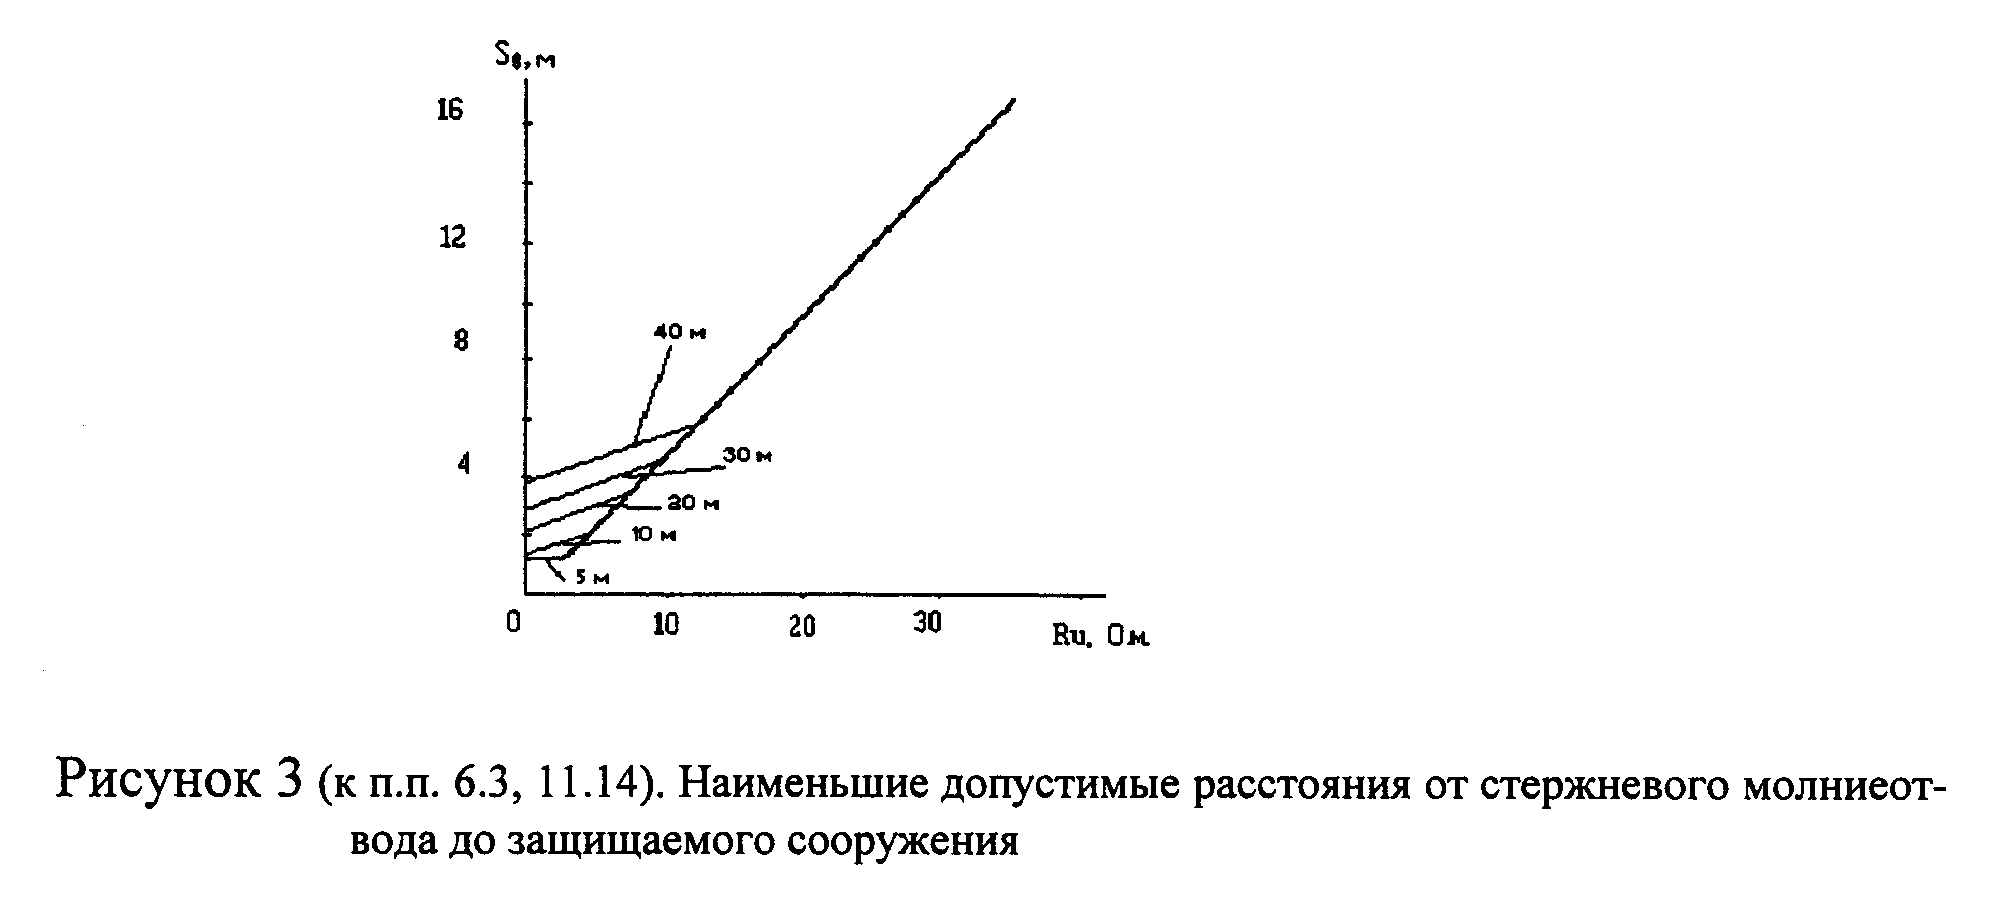 Sв, м
16
12
8
4
40 м
30 м
20 м
10 м
5 м
0 10 20 30 Rи, Ом
Рисунок 3 (к п.п. 6.3, 11.14). Наименьшие допустимые расстояния от стержневого молниеот-
вода до защищаемого сооружения